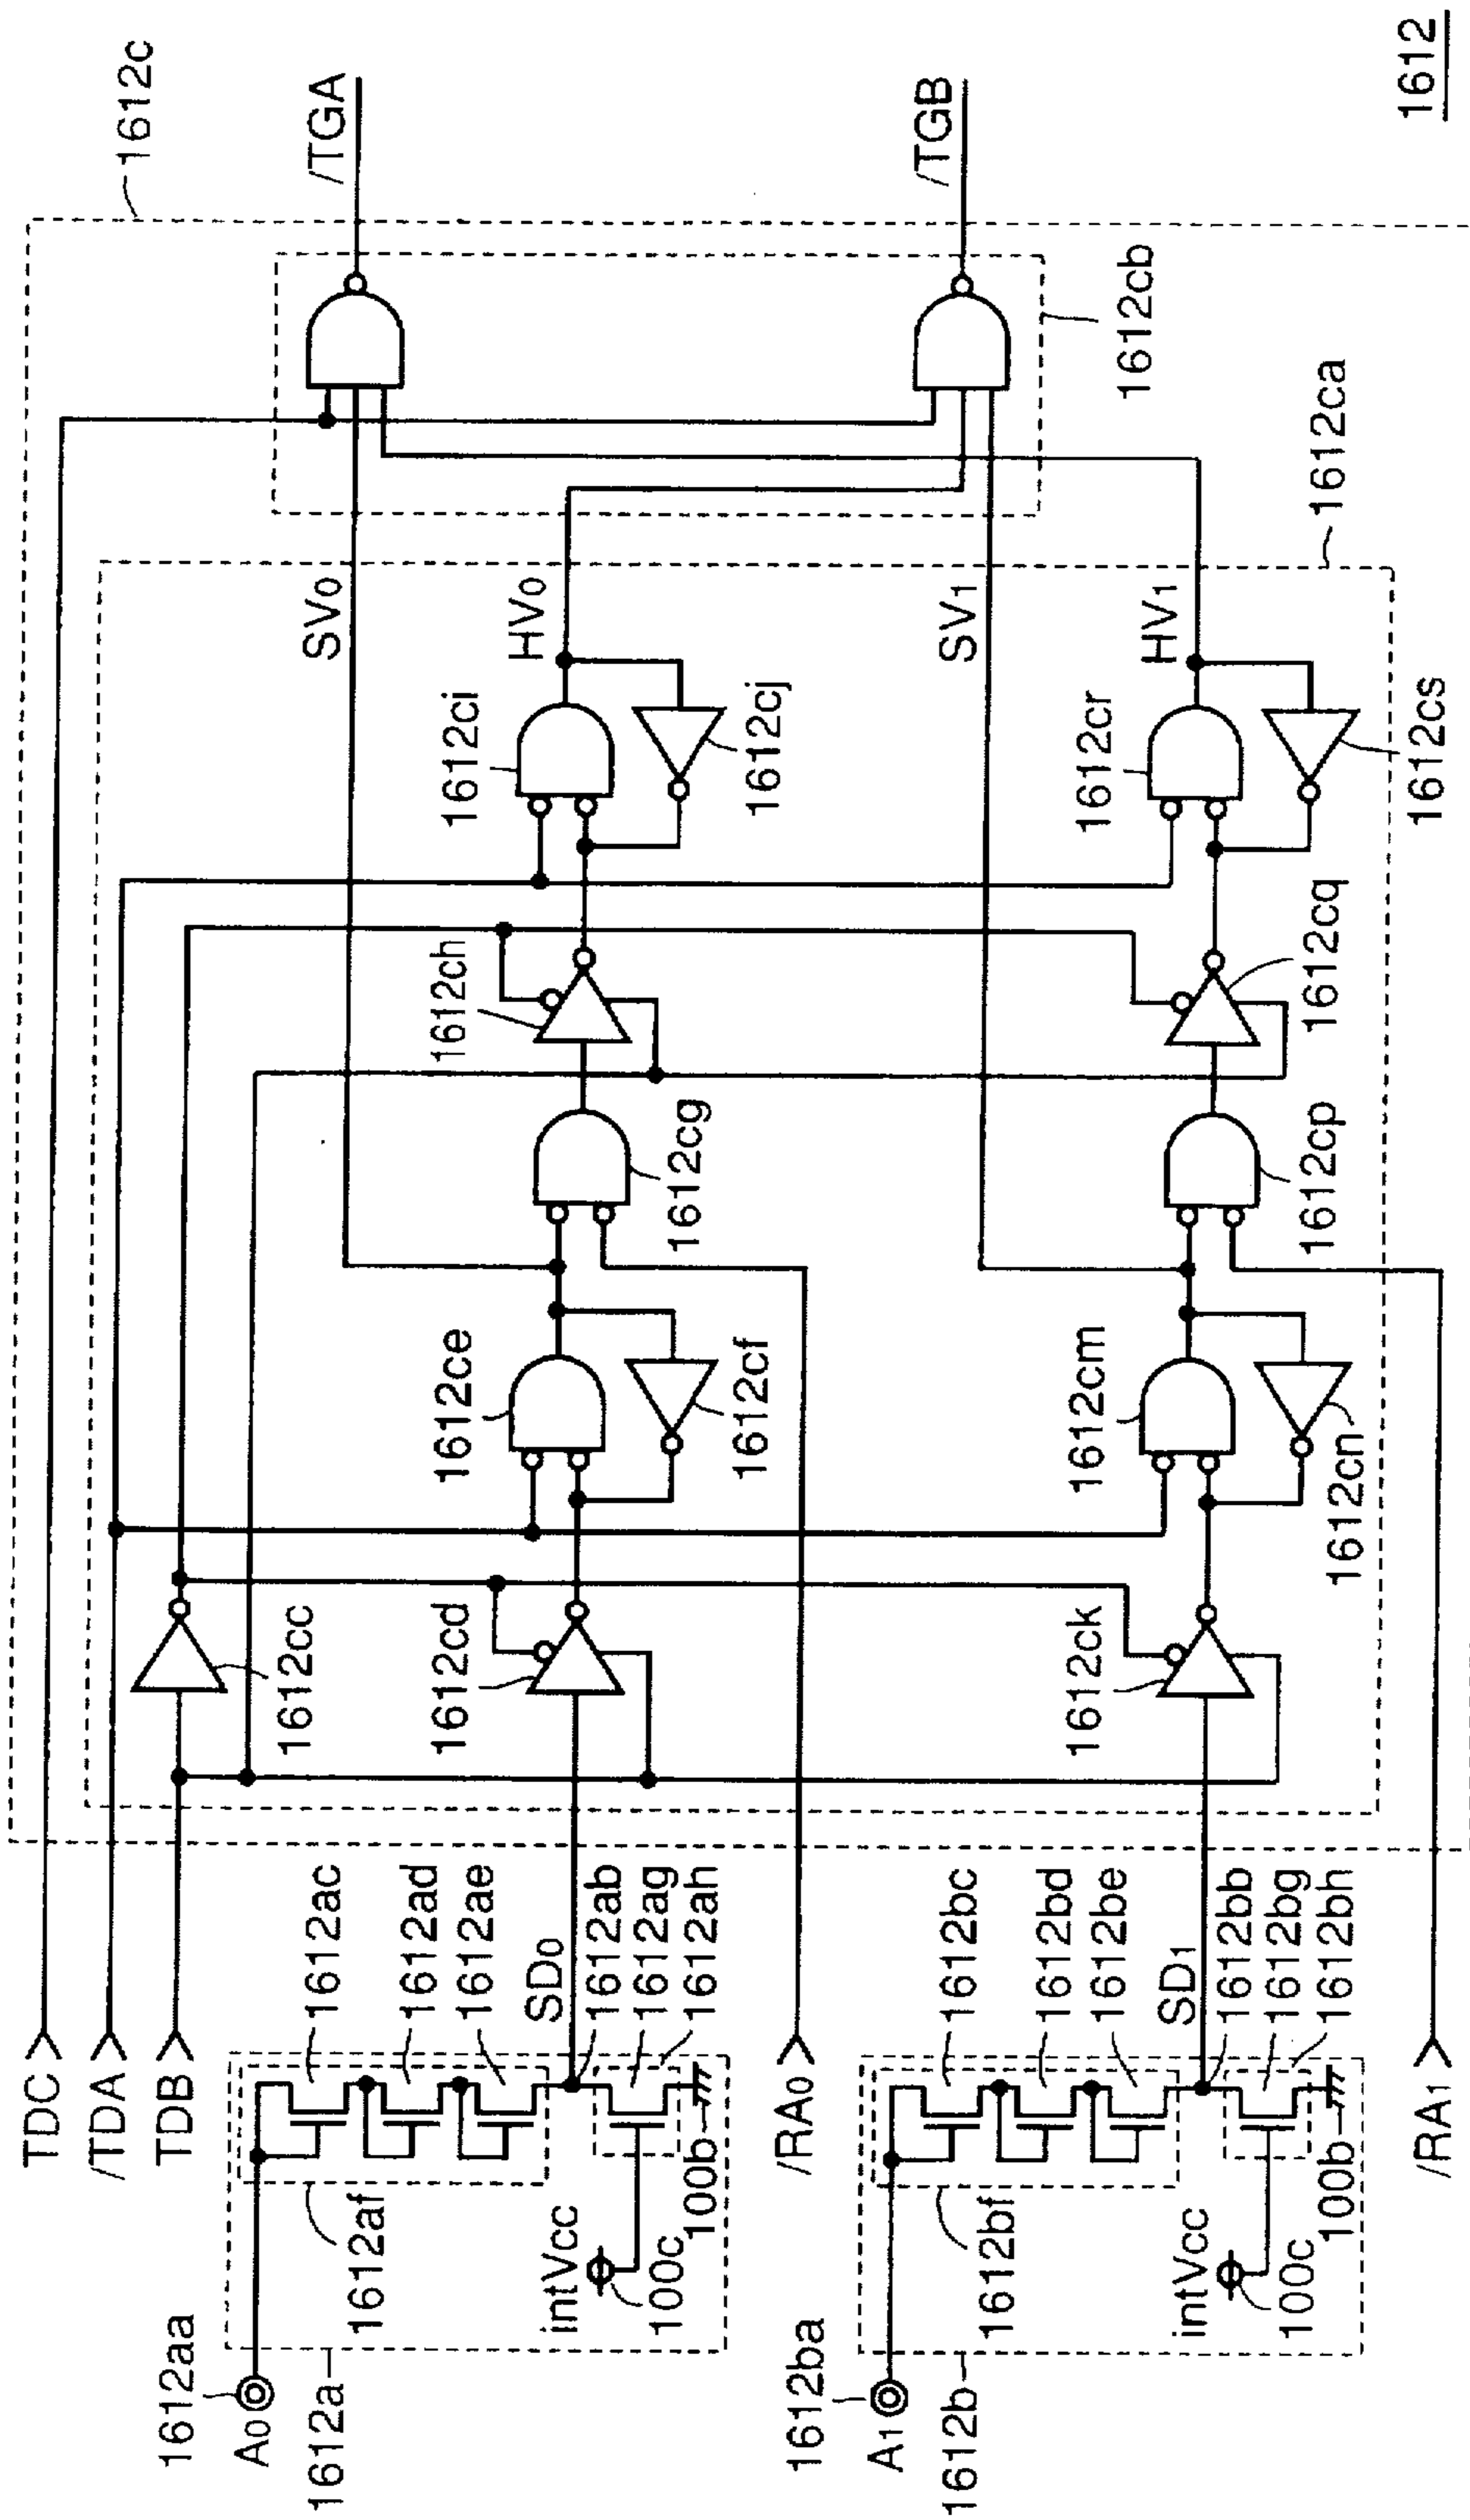 1612
1612c
/TGA
/TGB
1612cb
1612ca
SV0
HV0
SV1
HV1
1612ci
1612cj
1612cr
1612cs
1612ch
1612cq
1612cg
1612cp
1612ce
1612cf
1612cm
1612cn
1612cc
1612cd
1612ck
TDC
/TDA
TDB
1612ac
1612ad
1612ae
SD0
1612ab
1612ag
1612ah
/RA0
1612bc
1612bd
1612be
SD1
1612bb
1612bg
1612bh
/RA1
1612af
intVcc
100c
100b
1612bf
intVcc
100c
100b
1612aa
A0
1612a
1612ba
A1
1612b